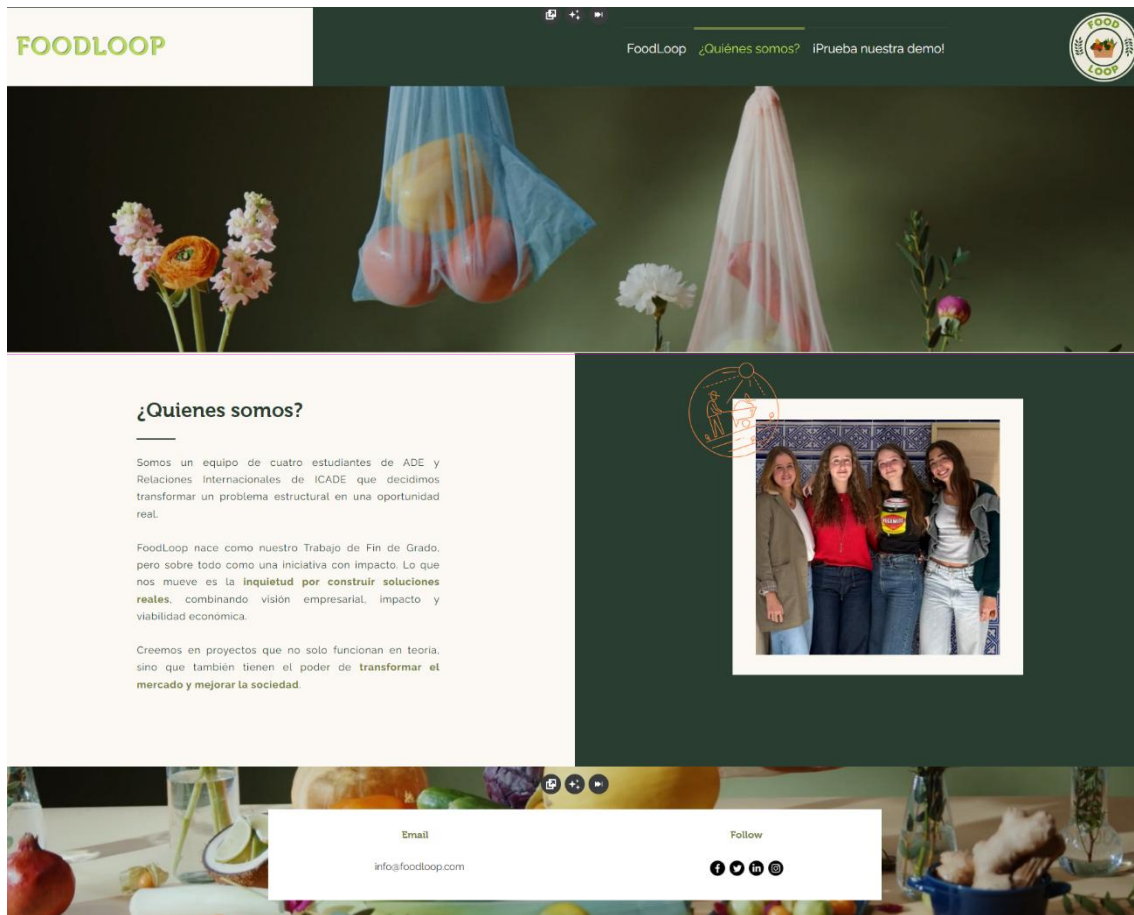 FOODLOOP
FoodLoop
¿Quiénes somos?
¡Prueba nuestra demo!
FOOD
LOOP
¿Quienes somos?
Somos un equipo de cuatro estudiantes de ADE y
Relaciones Internacionales de ICADE que decidimos
transformar un problema estructural en una oportunidad
real.
FoodLoop nace como nuestro Trabajo de Fin de Grado,
pero sobre todo como una iniciativa con impacto. Lo que
nos mueve es la inquietud por construir soluciones
reales, combinando visión empresarial, impacto y
viabilidad económica.
Creemos en proyectos que no solo funcionan en teoría,
sino que también tienen el poder de transformar el
mercado y mejorar la sociedad.
Email
Follow
info@foodloop.com